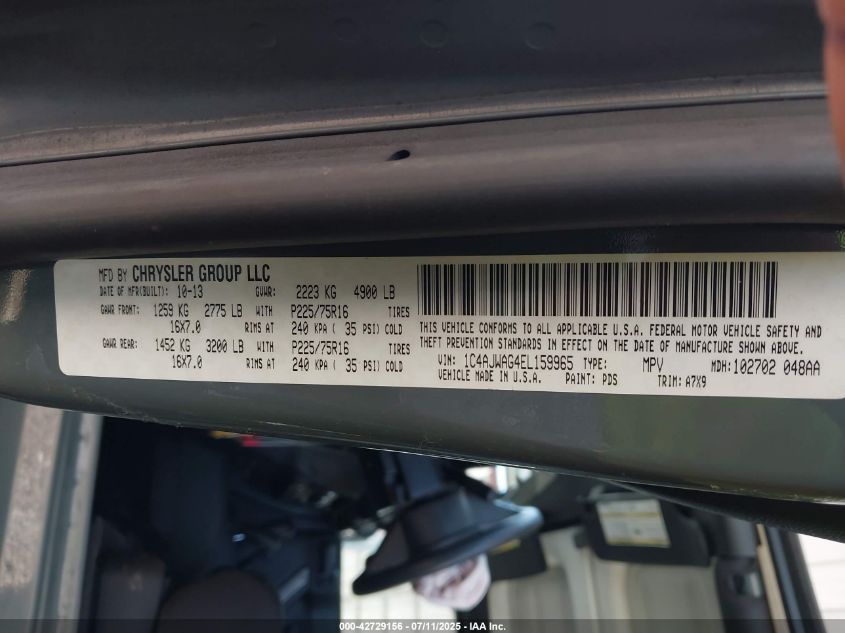 MFD BY CHRYSLER GROUP LLC
DATE OF MFR(BUILT): 10-13 GVWR: 2223 KG 4900 LB
GAWR FRONT: 1259 KG 2775 LB WITH P225/75R16 TIRES
16X7.0 RIMS AT 240 KPA ( 35 PSI) COLD
GAWR REAR: 1452 KG 3200 LB WITH P225/75R16 TIRES
16X7.0 RIMS AT 240 KPA ( 35 PSI) COLD
THIS VEHICLE CONFORMS TO ALL APPLICABLE U.S.A. FEDERAL MOTOR VEHICLE SAFETY AND
THEFT PREVENTION STANDARDS IN EFFECT ON THE DATE OF MANUFACTURE SHOWN ABOVE.
VIN: 1C4AJWAG4EL159965 TYPE: MPV MDH: 102702 048AA
VEHICLE MADE IN U.S.A. PAINT: PDS TRIM: A7X9
000-42729156 - 07/11/2025 - IAA, Inc.